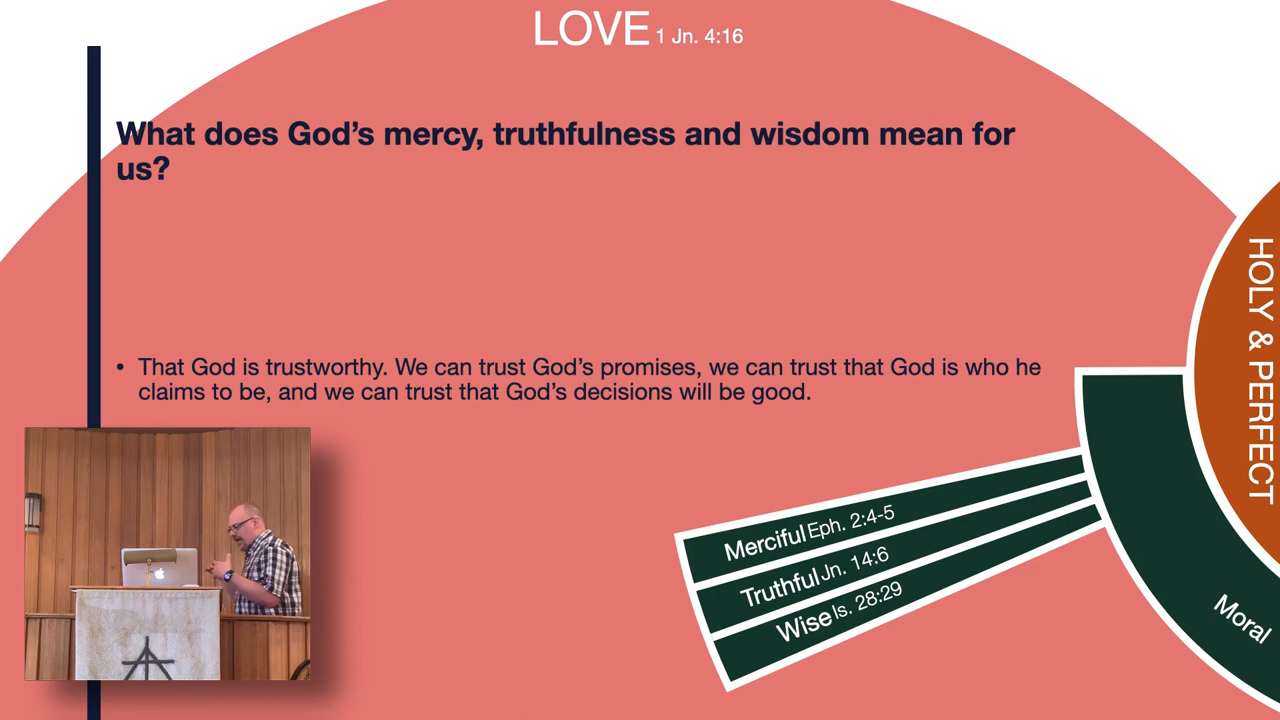 LOVE 1 Jn. 4:16
What does God's mercy, truthfulness and wisdom mean for
us?
• That God is trustworthy. We can trust God's promises, we can trust that God is who he
claims to be, and we can trust that God's decisions will be good.
HOLY & PERFECT
Merciful Eph. 2:4-5
Truthful Jn. 14:6
Wise Is. 28:29
Moral